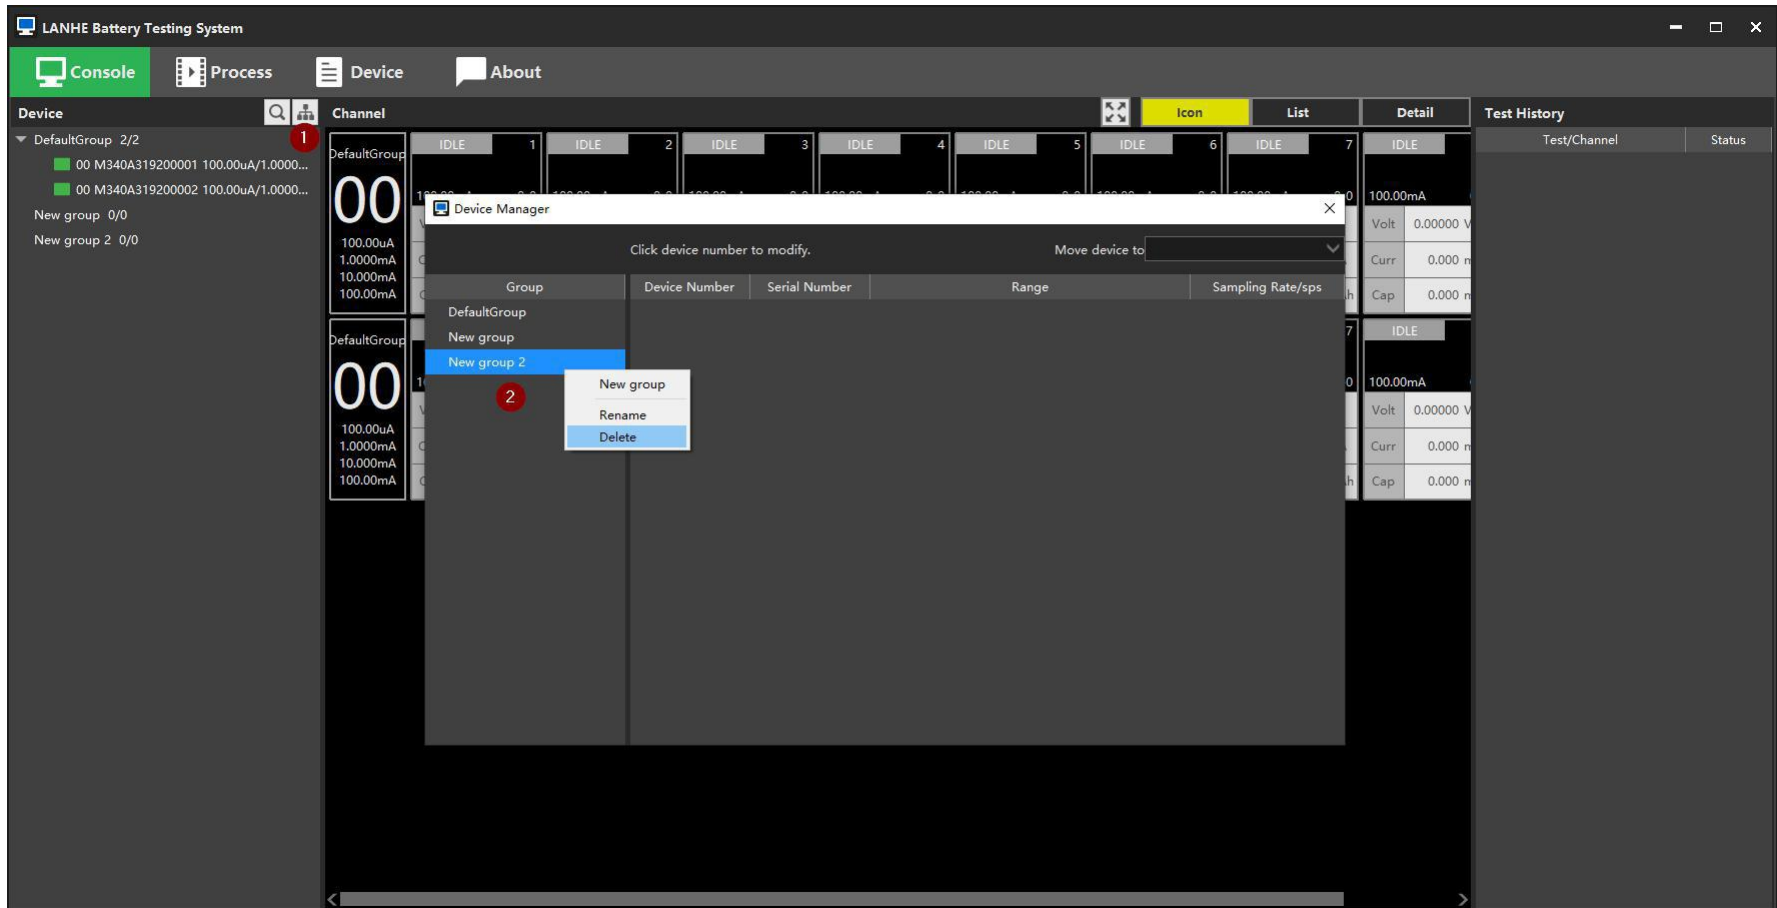 LANHE Battery Testing System
Console Process Device About
Device Channel Icon List Detail Test History
1
DefaultGroup 2/2
00 M340A319200001 100.00uA/1.0000...
00 M340A319200002 100.00uA/1.0000...
New group 0/0
New group 2 0/0
DefaultGroup IDLE 1 IDLE 2 IDLE 3 IDLE 4 IDLE 5 IDLE 6 IDLE 7 IDLE
00
100.00uA
1.0000mA
10.000mA
100.00mA
100.00mA
Volt 0.00000 V
Curr 0.000
Cap 0.000
DefaultGroup 7 IDLE
00
100.00uA
1.0000mA
10.000mA
100.00mA
100.00mA
Volt 0.00000 V
Curr 0.000
Cap 0.000
Device Manager
Click device number to modify. Move device to
Group Device Number Serial Number Range Sampling Rate/sps
DefaultGroup
New group
New group 2
2
New group
Rename
Delete
Test/Channel Status